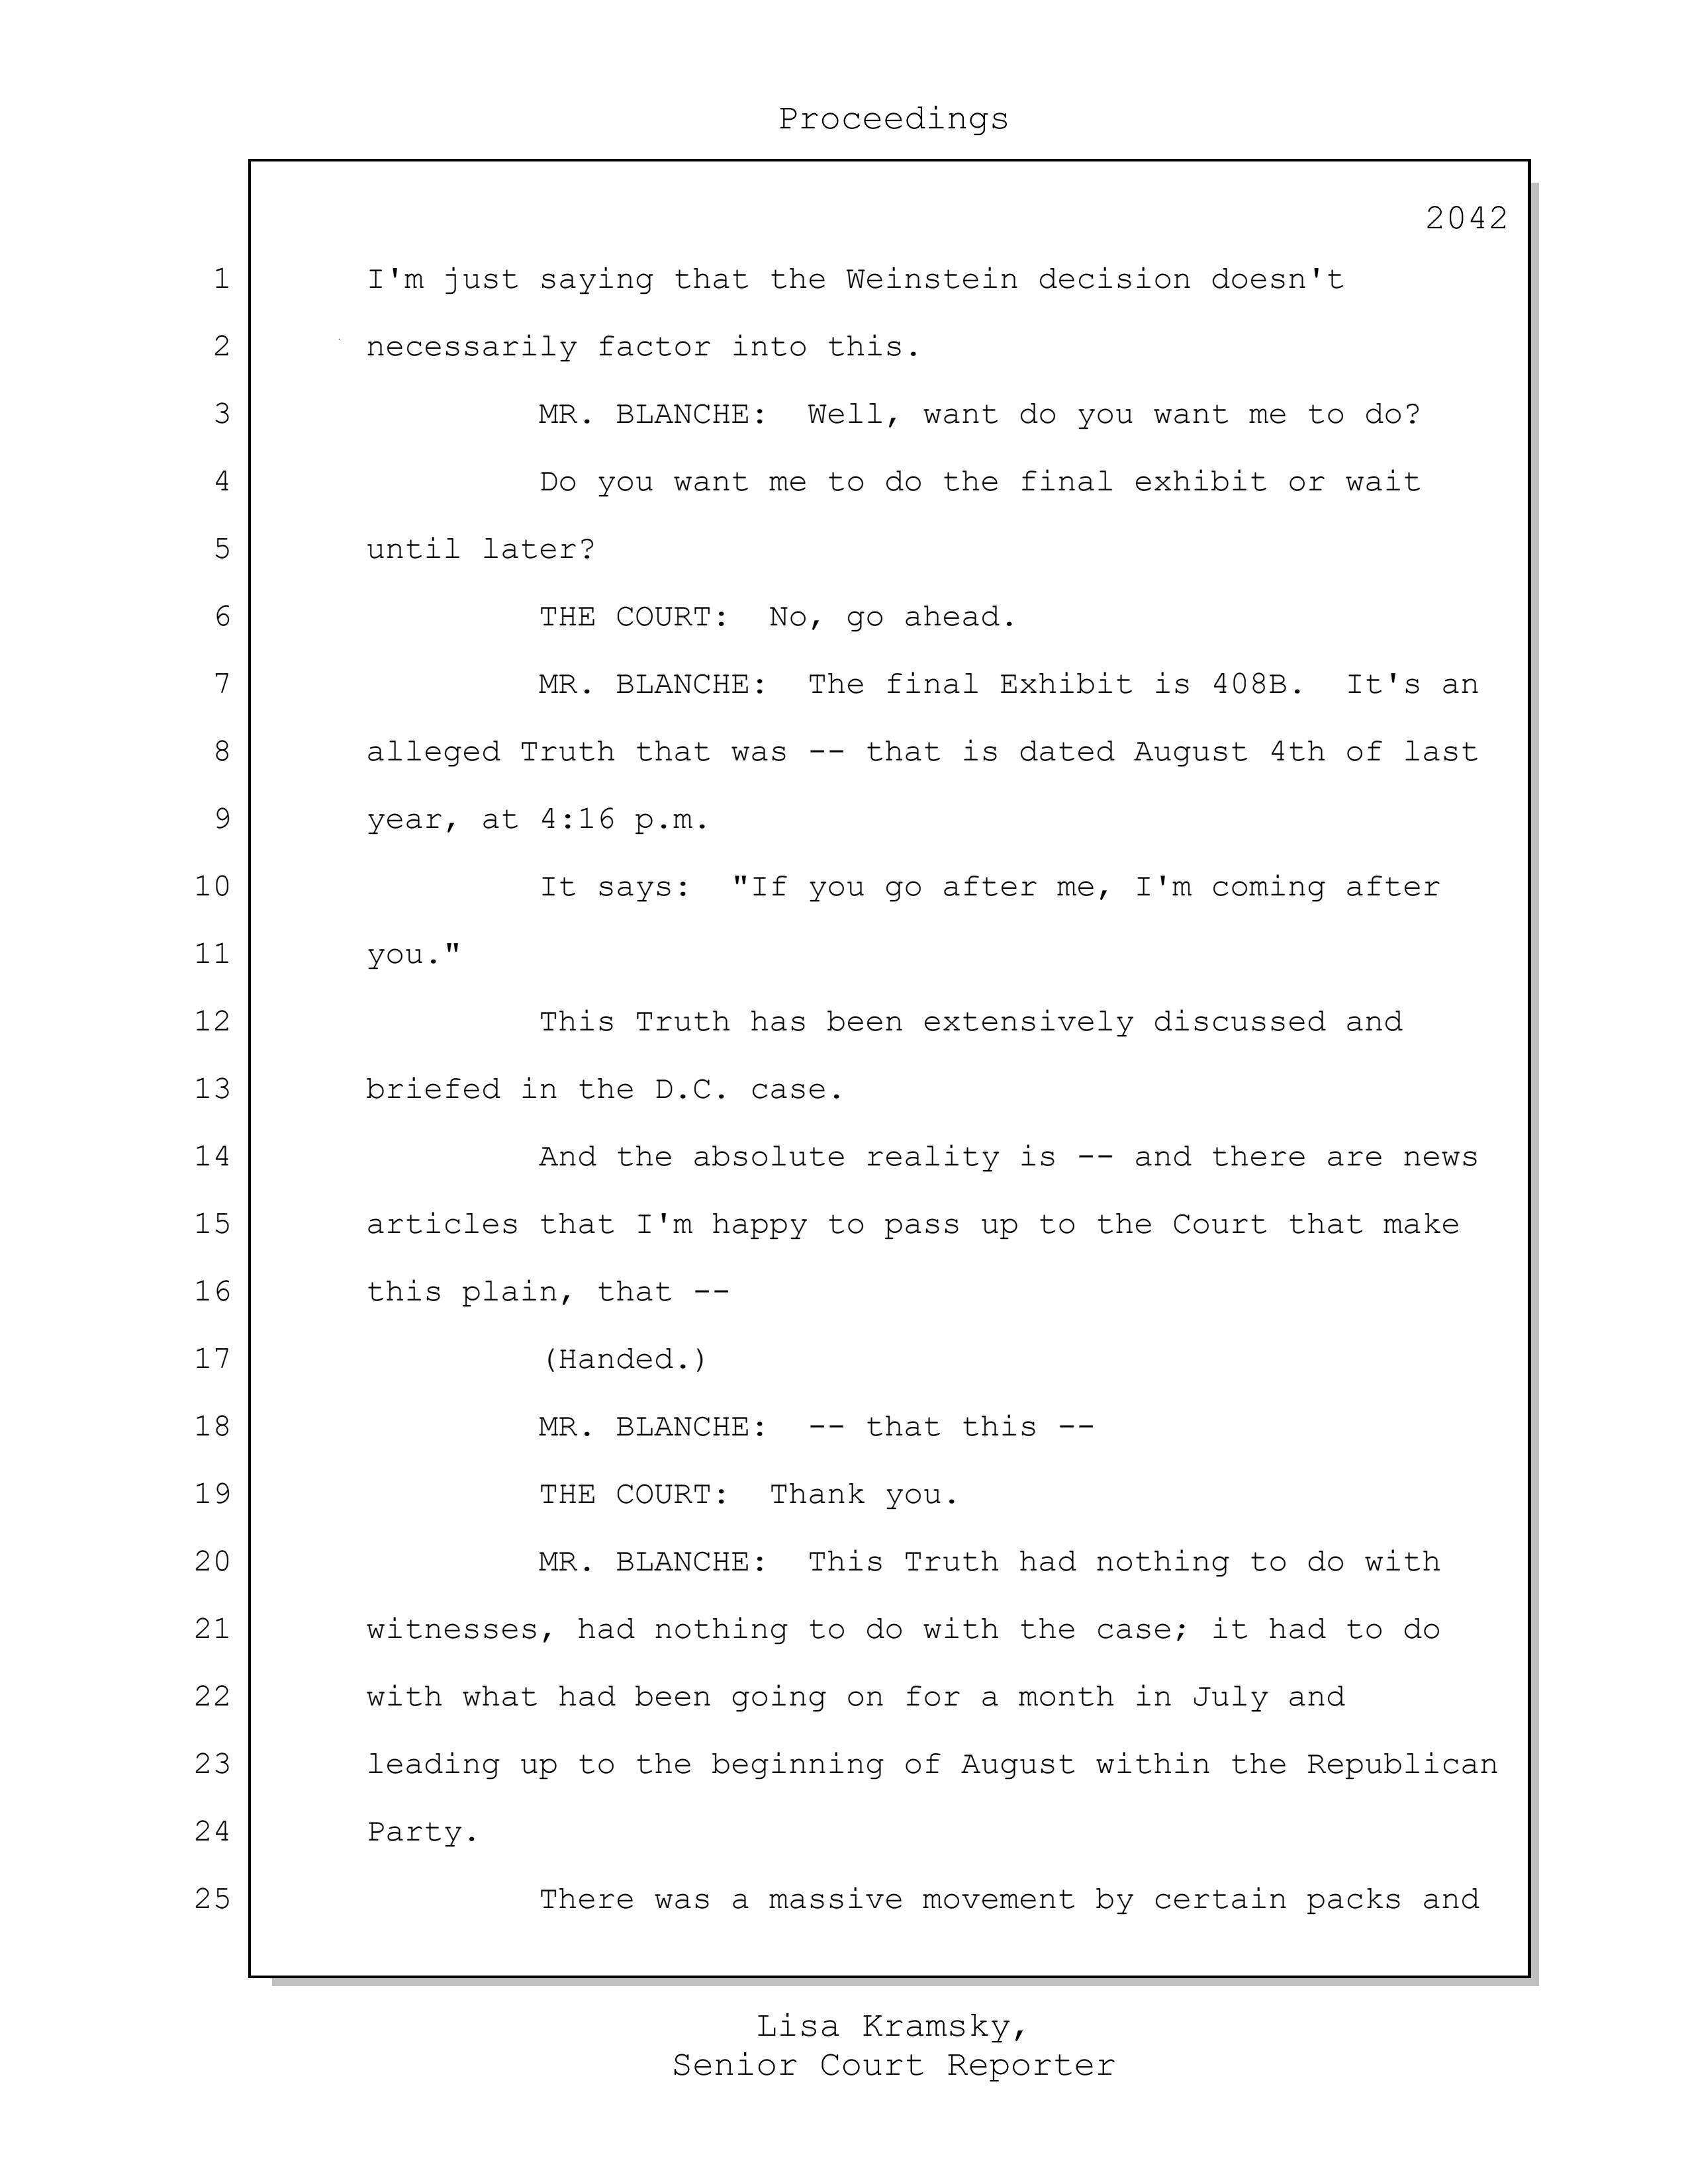 Proceedings
2042
1 I'm just saying that the Weinstein decision doesn't
2 necessarily factor into this.
3 MR. BLANCHE:  Well, want do you want me to do?
4 Do you want me to do the final exhibit or wait
5 until later?
6 THE COURT:  No, go ahead.
7 MR. BLANCHE:  The final Exhibit is 408B.  It's an
8 alleged Truth that was -- that is dated August 4th of last
9 year, at 4:16 p.m.
10 It says:  "If you go after me, I'm coming after
11 you."
12 This Truth has been extensively discussed and
13 briefed in the D.C. case.
14 And the absolute reality is -- and there are news
15 articles that I'm happy to pass up to the Court that make
16 this plain, that --
17 (Handed.)
18 MR. BLANCHE:  -- that this --
19 THE COURT:  Thank you.
20 MR. BLANCHE:  This Truth had nothing to do with
21 witnesses, had nothing to do with the case; it had to do
22 with what had been going on for a month in July and
23 leading up to the beginning of August within the Republican
24 Party.
25 There was a massive movement by certain packs and
Lisa Kramsky,
Senior Court Reporter